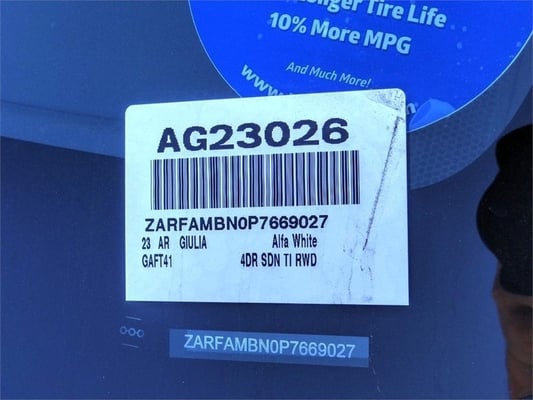 Tire Life
10% More MPG
And Much More!
AG23026
ZARFAMBN0P7669027
23 AR GIULIA Alfa White
GAFT41 4DR SDN TI RWD
ZARFAMBN0P7669027